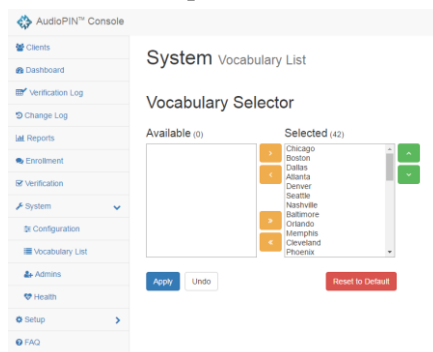 AudioPIN™ Console
Clients
Dashboard
Verification Log
Change Log
Reports
Enrollment
Verification
System
Configuration
Vocabulary List
Admins
Health
Setup
FAQ
System Vocabulary List
Vocabulary Selector
Available (0)
Selected (42)
Chicago
Boston
Dallas
Atlanta
Denver
Seattle
Nashville
Baltimore
Orlando
Memphis
Cleveland
Phoenix
Apply
Undo
Reset to Default